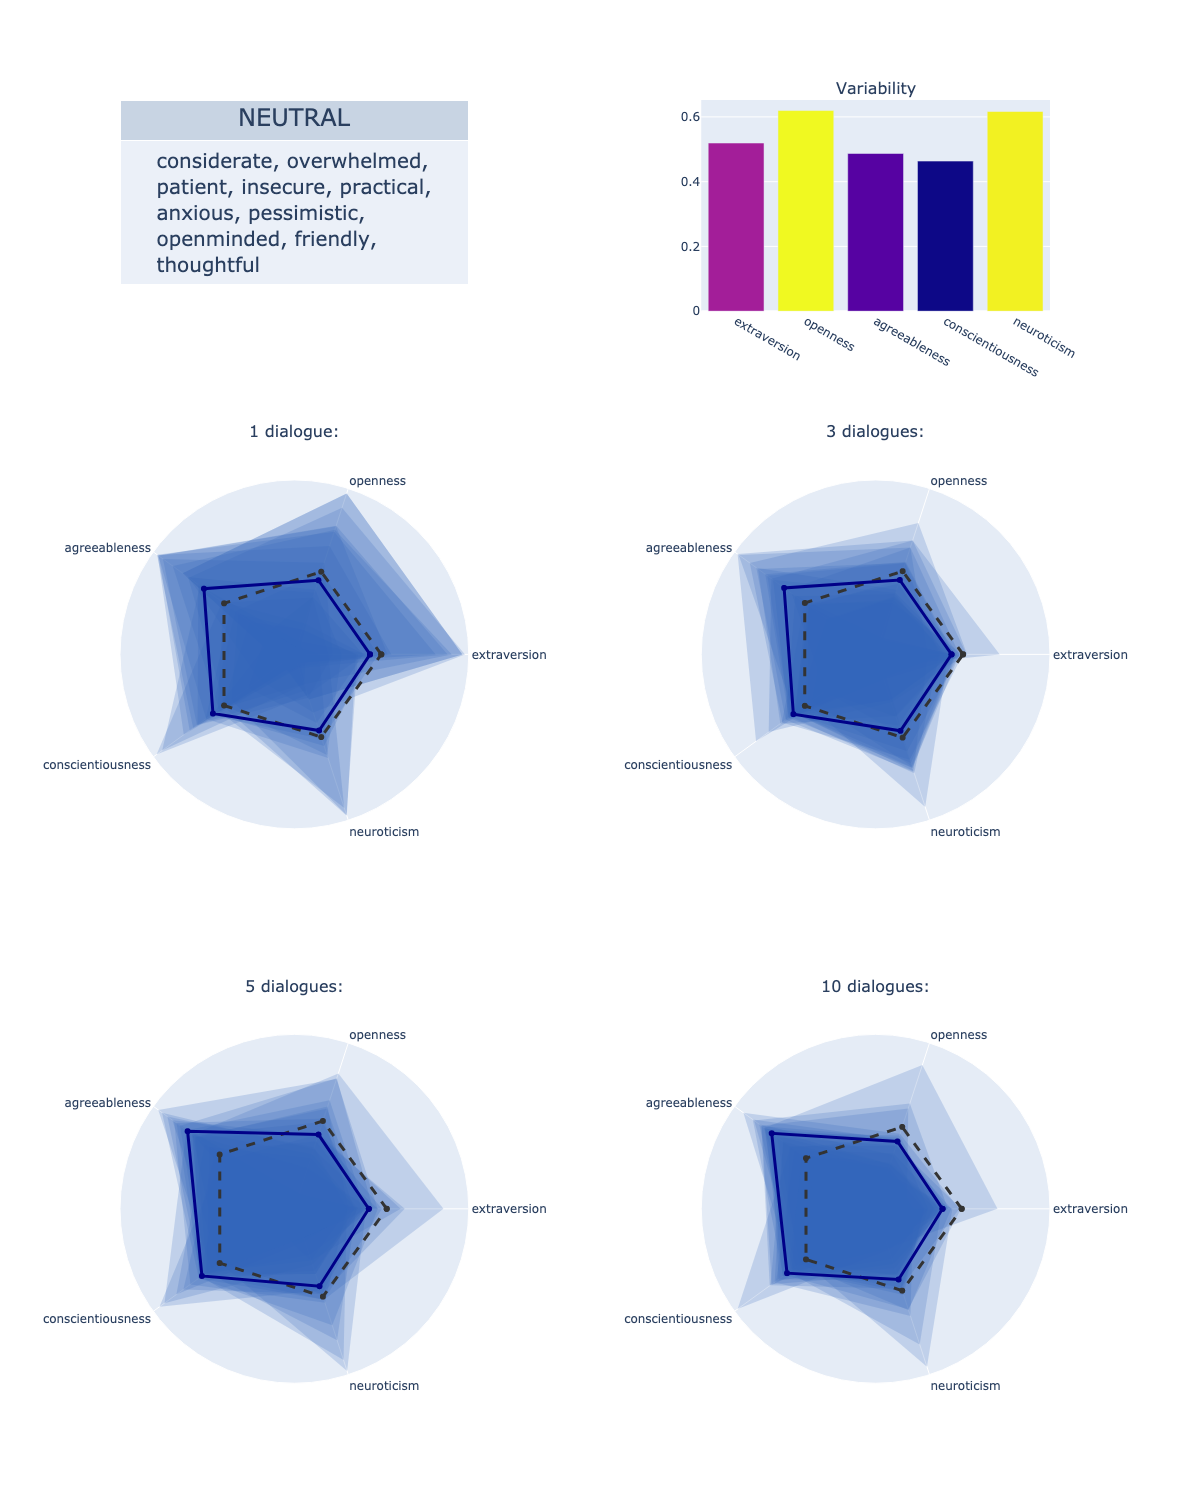 NEUTRAL
considerate, overwhelmed,
patient, insecure, practical,
anxious, pessimistic,
openminded, friendly,
thoughtful
Variability
0.6
0.4
0.2
0
extraversion
openness
agreeableness
conscientiousness
neuroticism
1 dialogue:
openness
agreeableness
extraversion
conscientiousness
neuroticism
3 dialogues:
openness
agreeableness
extraversion
conscientiousness
neuroticism
5 dialogues:
openness
agreeableness
extraversion
conscientiousness
neuroticism
10 dialogues:
openness
agreeableness
extraversion
conscientiousness
neuroticism